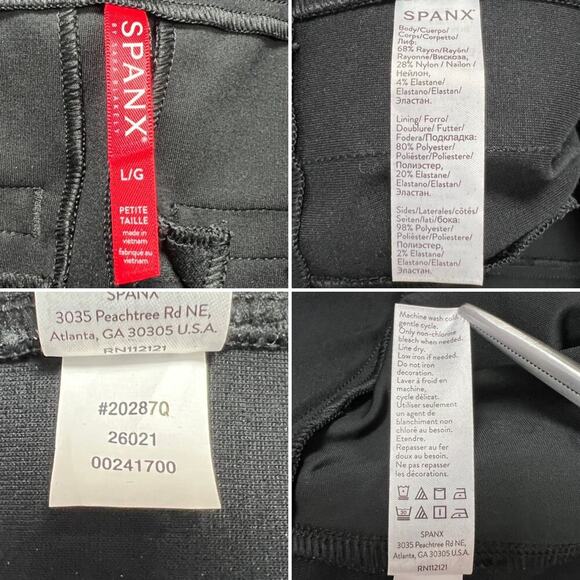 SPANX®
BY SARA BLAKELY
L/G
PETITE
TAILLE
made in
vietnam
fabriqué au
vietnam
SPANX®
Body/Cuerpo/
Corps/Corpetto/
Лиф:
68% Rayon/Rayón/
Rayonne/Вискоза,
28% Nylon / Nailon /
Нейлон,
4% Elastane/
Elastano/Elastan/
Эластан.
Lining/ Forro/
Doublure/ Futter/
Fodera/Подкладка:
80% Polyester/
Poliéster/Poliestere/
Полиэстер,
20% Elastane/
Elastano/Elastan/
Эластан.
Sides/Laterales/côtés/
Seiten/lati/бока:
98% Polyester/
Poliéster/Poliestere/
Полиэстер,
2% Elastane/
Elastano/Elastan/
Эластан.
SPANX
3035 Peachtree Rd NE,
Atlanta, GA 30305 U.S.A.
RN112121
#20287Q
26021
00241700
Machine wash cold,
gentle cycle.
Only non-chlorine
bleach when needed.
Line dry.
Low iron if needed.
Do not iron
decoration.
Laver à froid en
machine,
cycle délicat.
Utiliser seulement
un agent de
blanchiment non
chloré au besoin.
Etendre.
Repasser au fer
doux au besoin.
Ne pas repasser
les décorations.
SPANX
3035 Peachtree Rd NE,
Atlanta, GA 30305 U.S.A.
RN112121